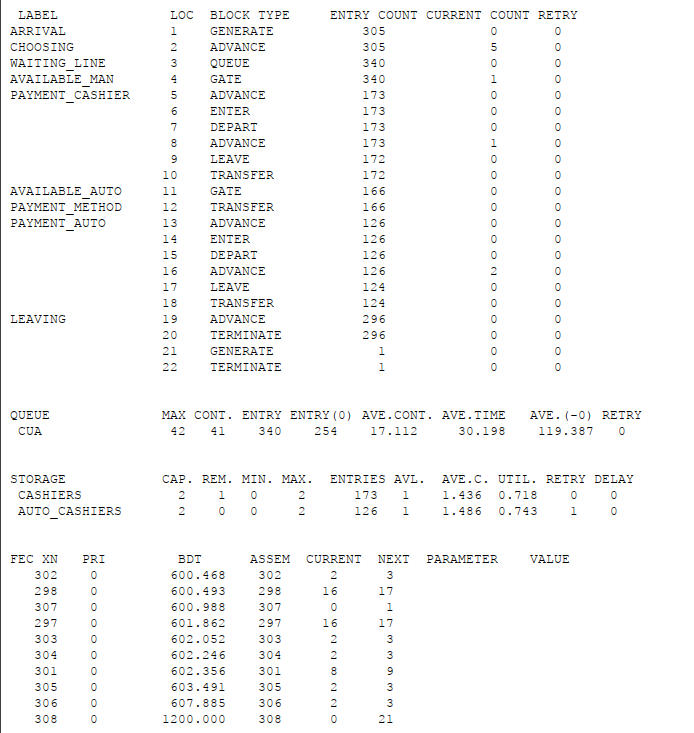 LABEL LOC BLOCK TYPE ENTRY COUNT CURRENT COUNT RETRY
ARRIVAL 1 GENERATE 305 0 0
CHOOSING 2 ADVANCE 305 5 0
WAITING_LINE 3 QUEUE 340 0 0
AVAILABLE_MAN 4 GATE 340 1 0
PAYMENT_CASHIER 5 ADVANCE 173 0 0
6 ENTER 173 0 0
7 DEPART 173 0 0
8 ADVANCE 173 1 0
9 LEAVE 172 0 0
10 TRANSFER 172 0 0
AVAILABLE_AUTO 11 GATE 166 0 0
PAYMENT_METHOD 12 TRANSFER 166 0 0
PAYMENT_AUTO 13 ADVANCE 126 0 0
14 ENTER 126 0 0
15 DEPART 126 0 0
16 ADVANCE 126 2 0
17 LEAVE 124 0 0
18 TRANSFER 124 0 0
LEAVING 19 ADVANCE 296 0 0
20 TERMINATE 296 0 0
21 GENERATE 1 0 0
22 TERMINATE 1 0 0
QUEUE MAX CONT. ENTRY ENTRY(0) AVE.CONT. AVE.TIME AVE.(-0) RETRY
CUA 42 41 340 254 17.112 30.198 119.387 0
STORAGE CAP. REM. MIN. MAX. ENTRIES AVL. AVE.C. UTIL. RETRY DELAY
CASHIERS 2 1 0 2 173 1 1.436 0.718 0 0
AUTO_CASHIERS 2 0 0 2 126 1 1.486 0.743 1 0
FEC XN PRI BDT ASSEM CURRENT NEXT PARAMETER VALUE
302 0 600.468 302 2 3
298 0 600.493 298 16 17
307 0 600.988 307 0 1
297 0 601.862 297 16 17
303 0 602.052 303 2 3
304 0 602.246 304 2 3
301 0 602.356 301 8 9
305 0 603.491 305 2 3
306 0 607.885 306 2 3
308 0 1200.000 308 0 21